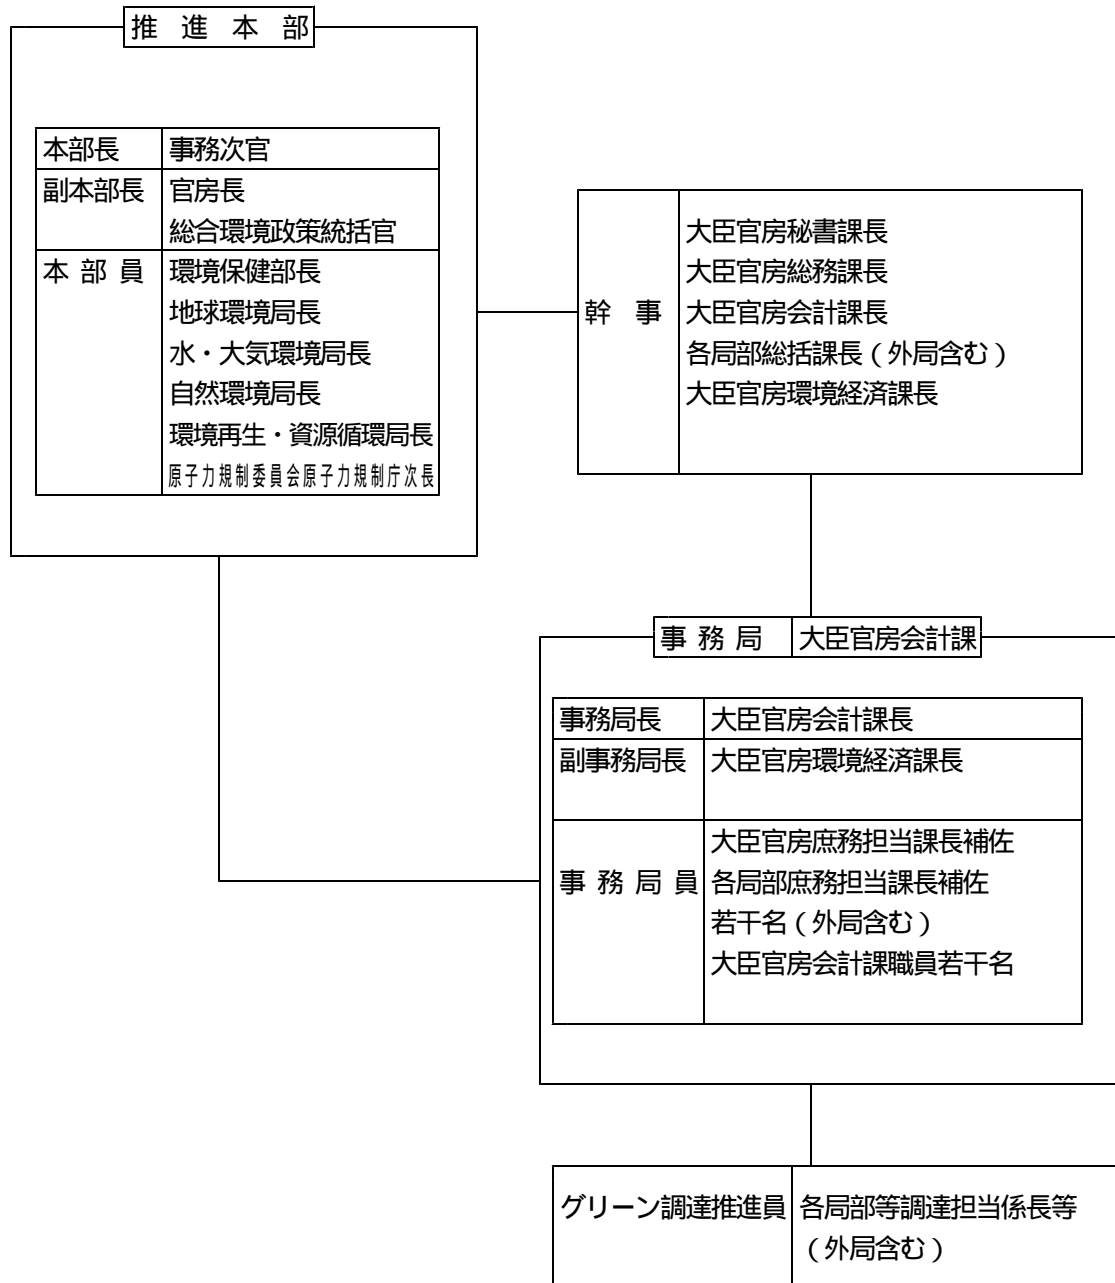 推 進 本 部
本部長 事務次官
副本部長 官房長
総合環境政策統括官
本 部 員 環境保健部長
地球環境局長
水・大気環境局長
自然環境局長
環境再生・資源循環局長
原子力規制委員会原子力規制庁次長
大臣官房秘書課長
大臣官房総務課長
幹 事 大臣官房会計課長
各局部総括課長(外局含む)
大臣官房環境経済課長
事 務 局 大臣官房会計課
事務局長 大臣官房会計課長
副事務局長 大臣官房環境経済課長
大臣官房庶務担当課長補佐
事 務 局 員 各局部庶務担当課長補佐
若干名(外局含む)
大臣官房会計課職員若干名
グリーン調達推進員 各局部等調達担当係長等
(外局含む)